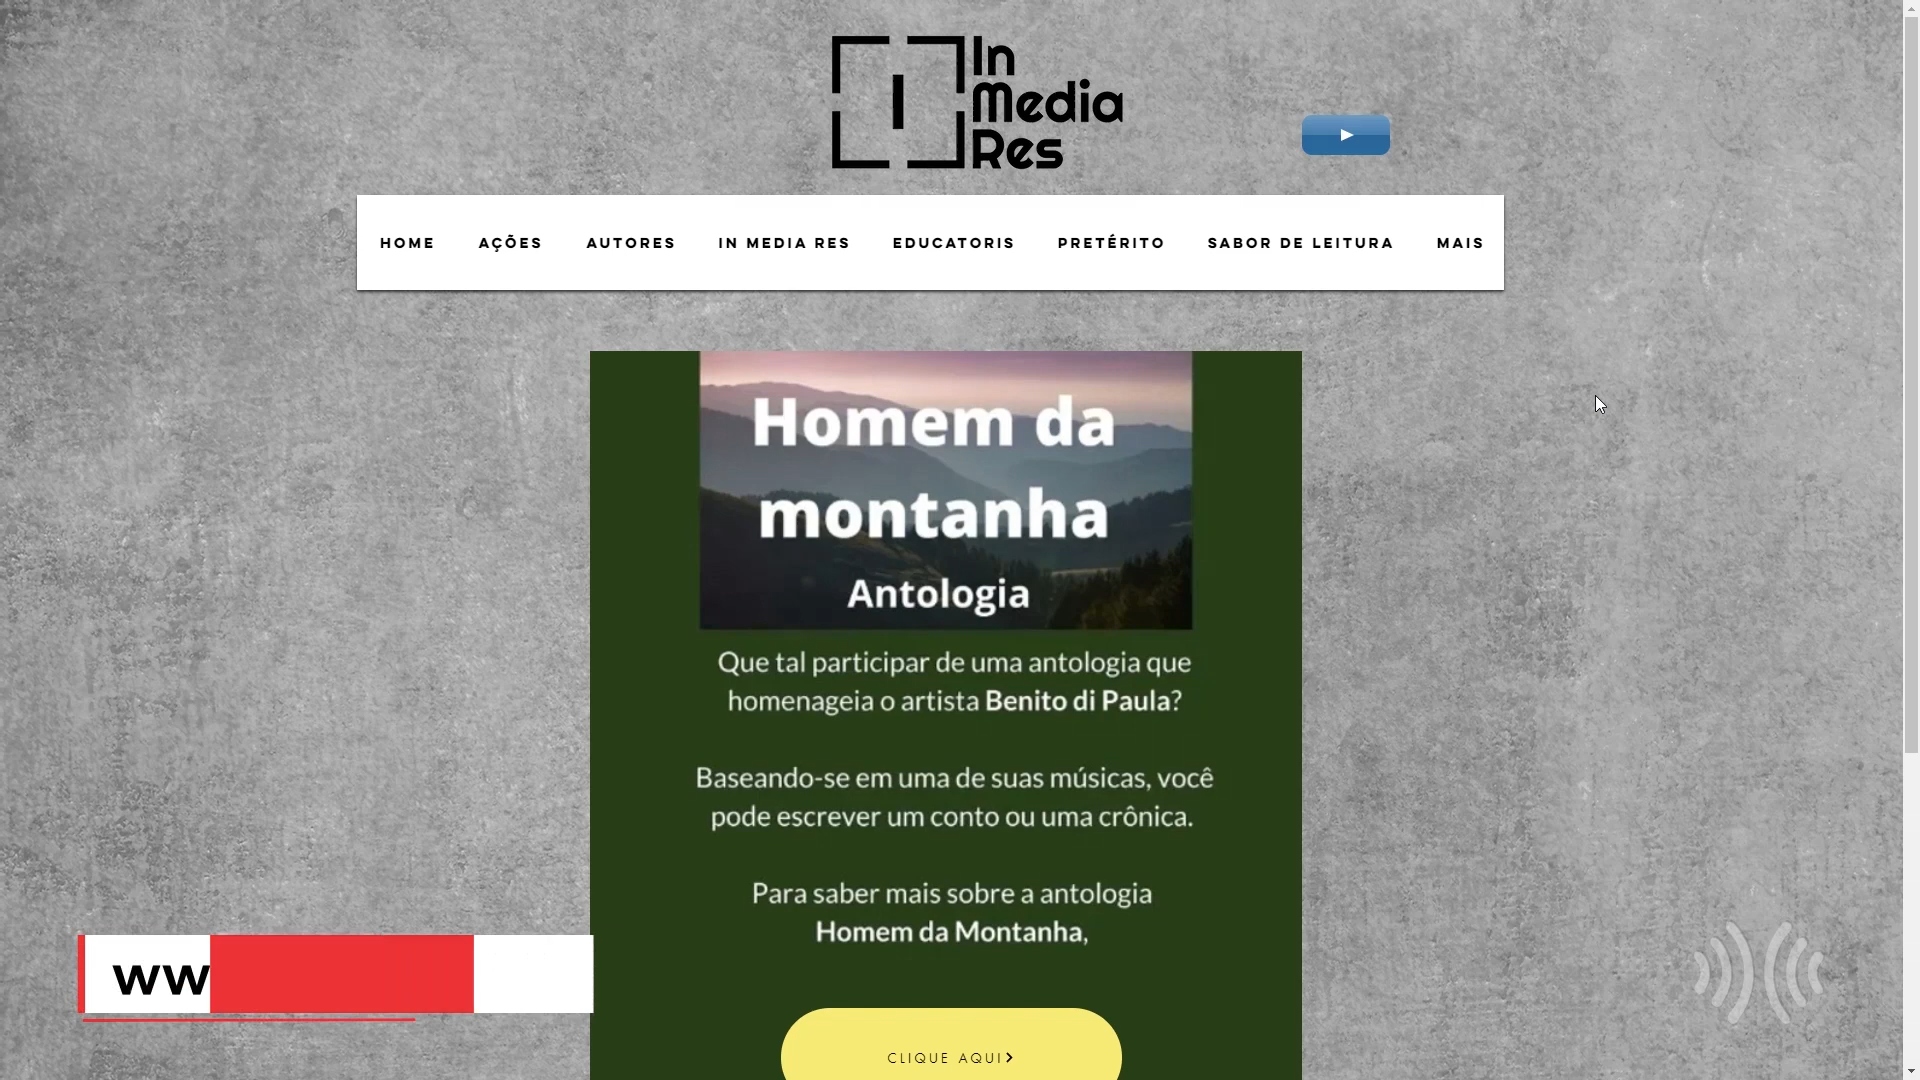 In
Media
Res
HOME AÇÕES AUTORES IN MEDIA RES EDUCATORIS PRETÉRITO SABOR DE LEITURA MAIS
Homem da
montanha
Antologia
Que tal participar de uma antologia que
homenageia o artista Benito di Paula?
Baseando-se em uma de suas músicas, você
pode escrever um conto ou uma crônica.
Para saber mais sobre a antologia
Homem da Montanha,
ww
CLIQUE AQUI